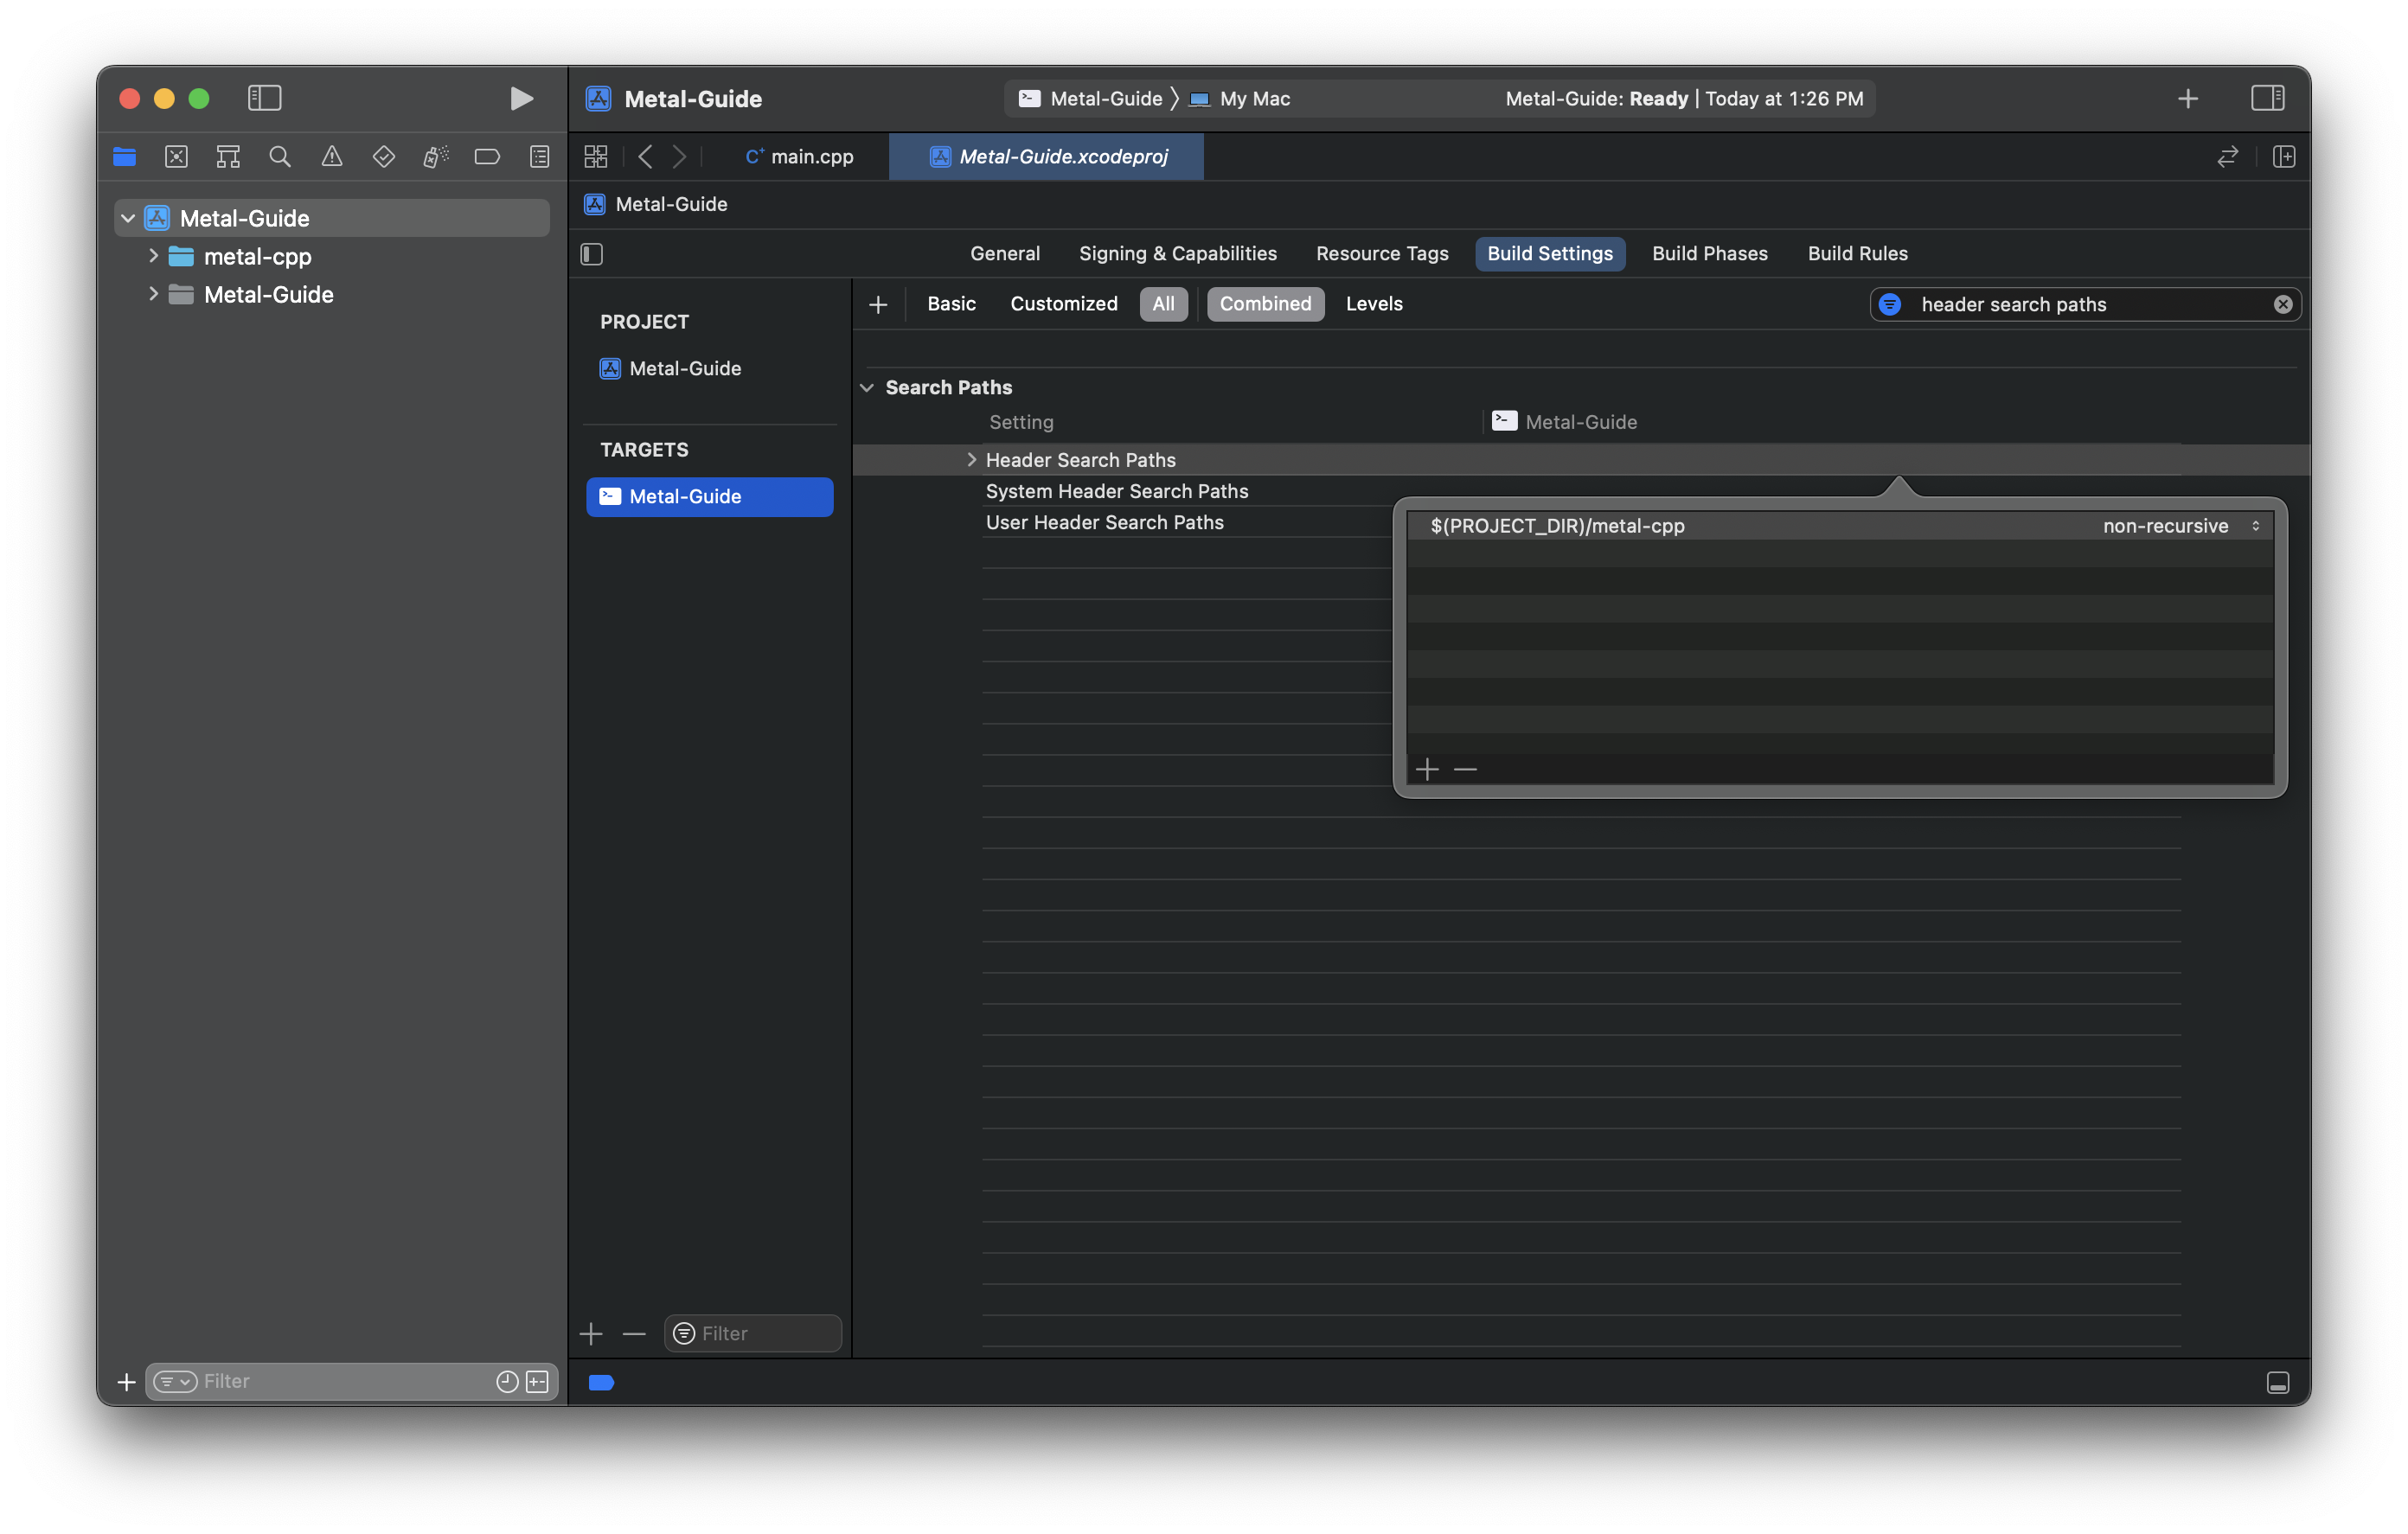 Metal-Guide
Metal-Guide
My Mac
Metal-Guide: Ready | Today at 1:26 PM
main.cpp
Metal-Guide.xcodeproj
Metal-Guide
metal-cpp
Metal-Guide
Metal-Guide
General
Signing & Capabilities
Resource Tags
Build Settings
Build Phases
Build Rules
PROJECT
Metal-Guide
TARGETS
Metal-Guide
Basic
Customized
All
Combined
Levels
header search paths
Search Paths
Setting
Metal-Guide
Header Search Paths
System Header Search Paths
User Header Search Paths
$(PROJECT_DIR)/metal-cpp
non-recursive
Filter
Filter